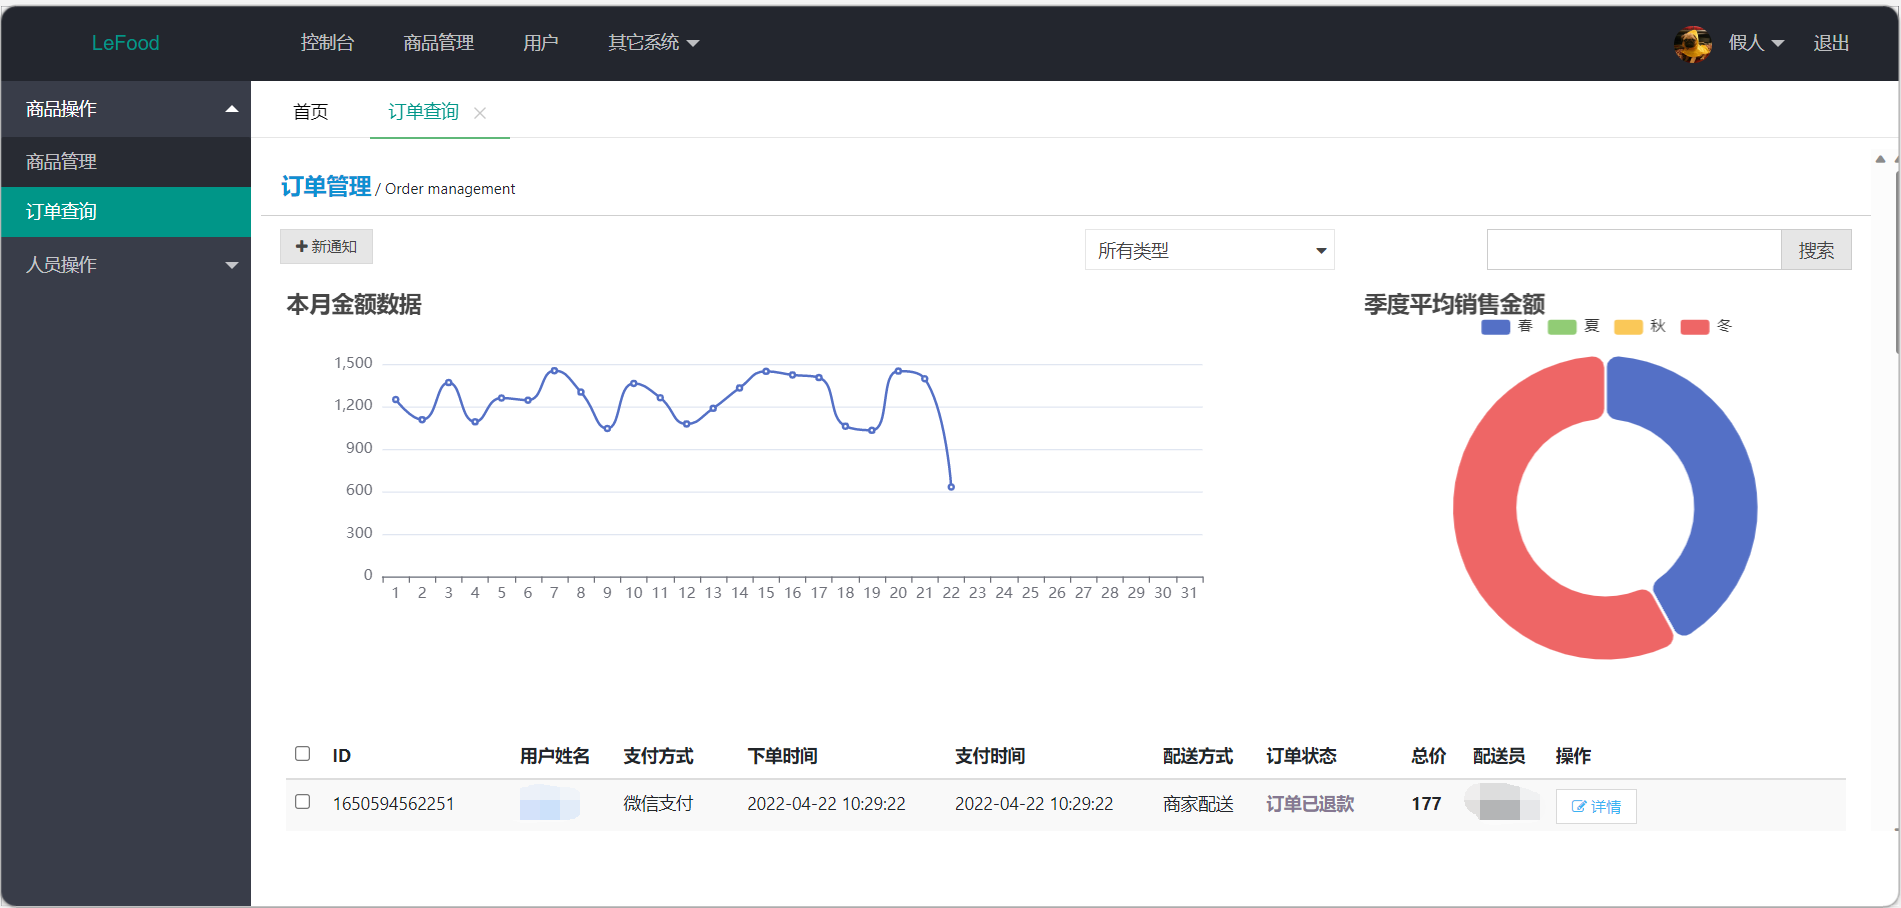 LeFood 控制台 商品管理 用户 其它系统 假人 退出
商品操作
商品管理
订单查询
人员操作
首页 订单查询
订单管理 / Order management
新通知 所有类型 搜索
本月金额数据
1,500
1,200
900
600
300
0
1 2 3 4 5 6 7 8 9 10 11 12 13 14 15 16 17 18 19 20 21 22 23 24 25 26 27 28 29 30 31
季度平均销售金额
春 夏 秋 冬
ID 用户姓名 支付方式 下单时间 支付时间 配送方式 订单状态 总价 配送员 操作
1650594562251 微信支付 2022-04-22 10:29:22 2022-04-22 10:29:22 商家配送 订单已退款 177 详情